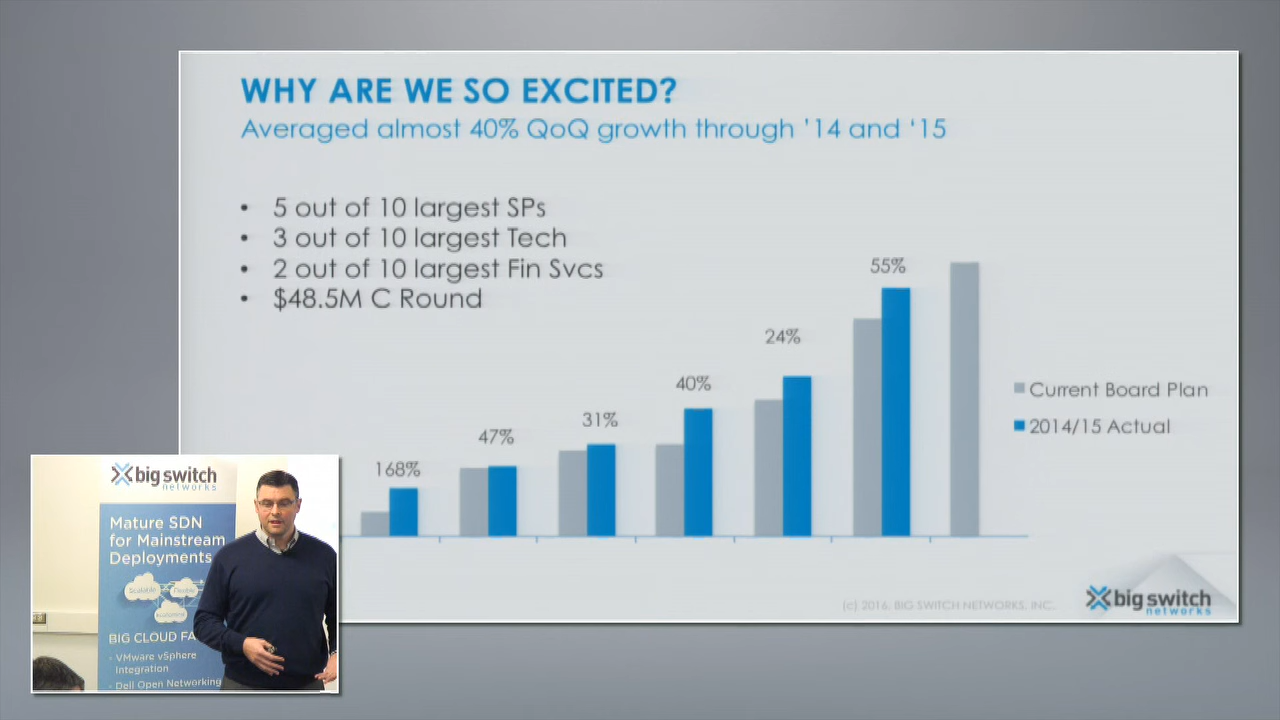 WHY ARE WE SO EXCITED?
Averaged almost 40% QoQ growth through ’14 and ‘15
• 5 out of 10 largest SPs
• 3 out of 10 largest Tech
• 2 out of 10 largest Fin Svcs
• $48.5M C Round
168%
47%
31%
40%
24%
55%
Current Board Plan
2014/15 Actual
(c) 2016, BIG SWITCH NETWORKS, INC.
big switch
networks
big switch
networks
Mature SDN
for Mainstream
Deployments
Scalable
Flexible
BIG CLOUD FA
• VMware vSphere
Integration
• Dell Open Networking